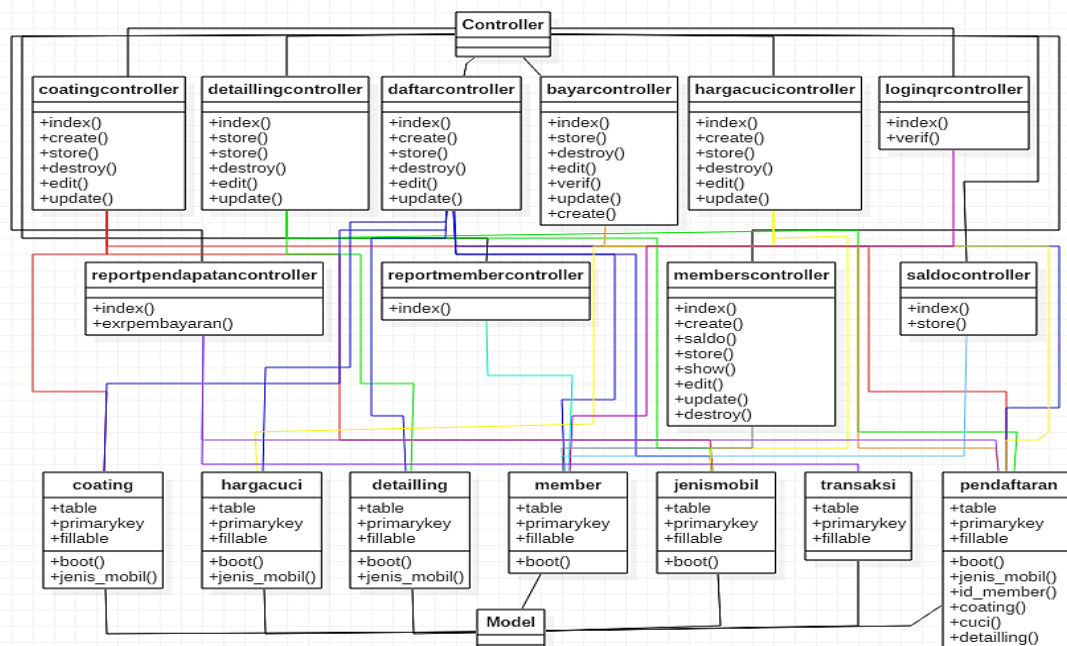 Controller
coatingcontroller
+index()
+create()
+store()
+destroy()
+edit()
+update()
detaillingcontroller
+index()
+store()
+store()
+destroy()
+edit()
+update()
daftarcontroller
+index()
+create()
+store()
+destroy()
+edit()
+update()
bayarcontroller
+index()
+store()
+destroy()
+edit()
+verif()
+update()
+create()
hargacucicontroller
+index()
+create()
+store()
+destroy()
+edit()
+update()
loginqrcontroller
+index()
+verif()
reportpendapatancontroller
+index()
+exrpembayaran()
reportmembercontroller
+index()
memberscontroller
+index()
+create()
+saldo()
+store()
+show()
+edit()
+update()
+destroy()
saldocontroller
+index()
+store()
coating
+table
+primarykey
+fillable
+boot()
+jenis_mobil()
hargacuci
+table
+primarykey
+fillable
+boot()
+jenis_mobil()
detailling
+table
+primarykey
+fillable
+boot()
+jenis_mobil()
member
+table
+primarykey
+fillable
+boot()
jenismobil
+table
+primarykey
+fillable
+boot()
transaksi
+table
+primarykey
+fillable
pendaftaran
+table
+primarykey
+fillable
+boot()
+jenis_mobil()
+id_member()
+coating()
+cuci()
+detailling()
Model